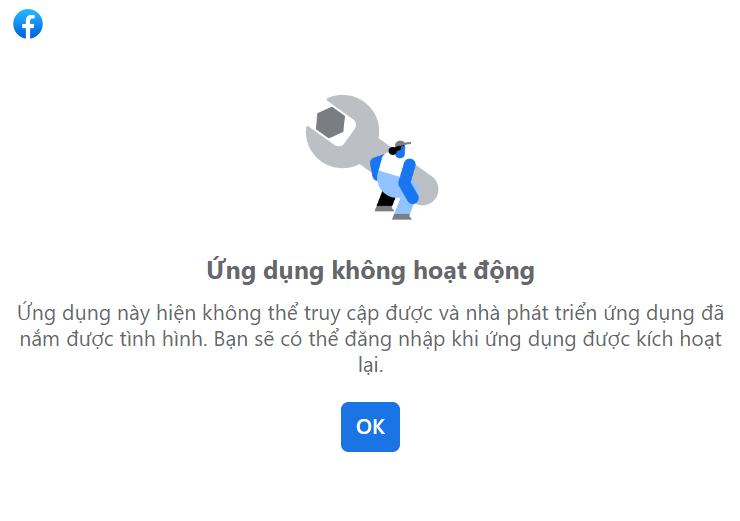 Ứng dụng không hoạt động
Ứng dụng này hiện không thể truy cập được và nhà phát triển ứng dụng đã
nắm được tình hình. Bạn sẽ có thể đăng nhập khi ứng dụng được kích hoạt
lại.
OK